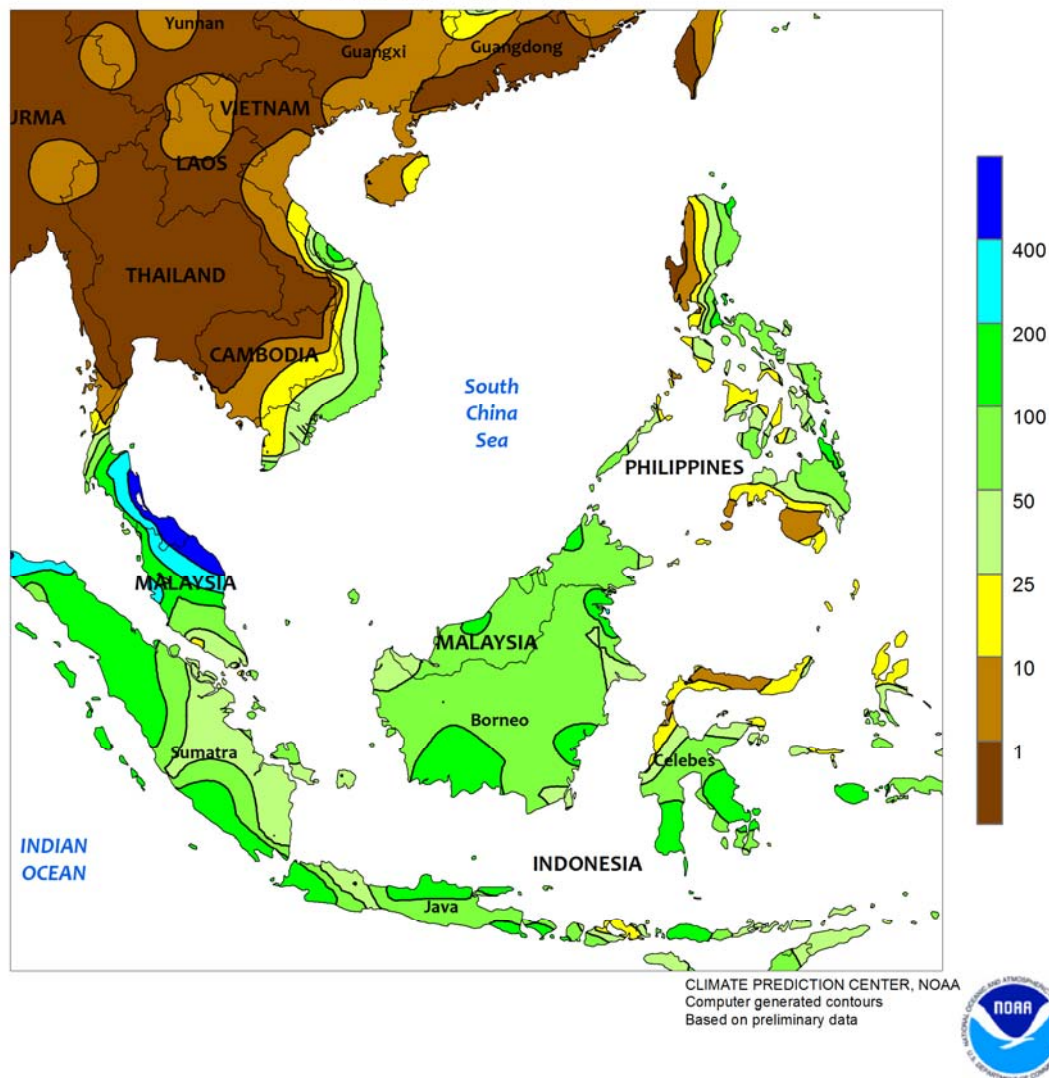 Yunnan
Guangxi
Guangdong
URMA
VIETNAM
LAOS
THAILAND
CAMBODIA
South
China
Sea
PHILIPPINES
MALAYSIA
MALAYSIA
Borneo
Sumatra
Celebes
INDIAN
OCEAN
INDONESIA
Java
400
200
100
50
25
10
1
CLIMATE PREDICTION CENTER, NOAA
Computer generated contours
Based on preliminary data
NOAA